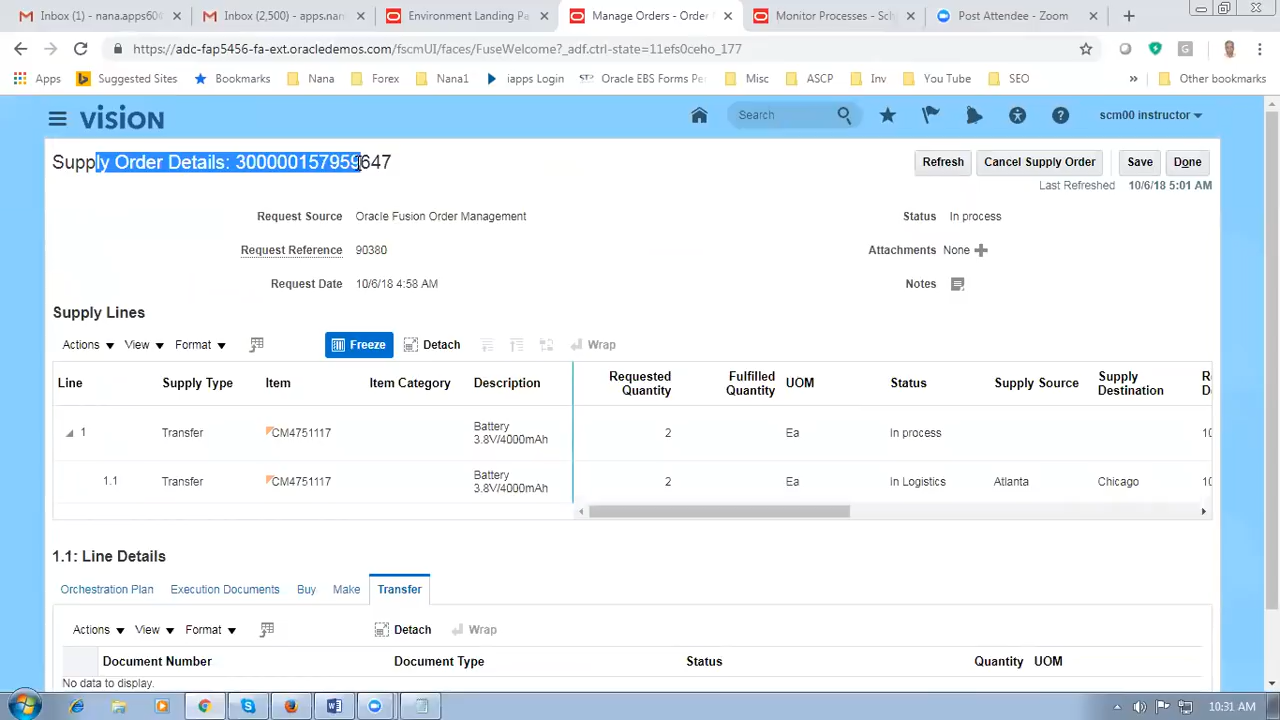 Inbox (1) - nana.apps504
Inbox (2,500) - apps.nan
Environment Landing Pa
Manage Orders - Order
Monitor Processes - Sch
Post Attendee - Zoom
https://adc-fap5456-fa-ext.oracledemos.com/fscmUI/faces/FuseWelcome?_adf.ctrl-state=11efs0ceho_177
Apps Suggested Sites Bookmarks Nana Forex Nana1 iapps Login Oracle EBS Forms Pe Misc ASCP Inv You Tube SEO » Other bookmarks
VISION Search scm00 instructor
Supply Order Details: 300000157959647 Refresh Cancel Supply Order Save Done
Last Refreshed 10/6/18 5:01 AM
Request Source Oracle Fusion Order Management Status In process
Request Reference 90380 Attachments None
Request Date 10/6/18 4:58 AM Notes
Supply Lines
Actions View Format Freeze Detach Wrap
Line Supply Type Item Item Category Description Requested Quantity Fulfilled Quantity UOM Status Supply Source Supply Destination
1 Transfer CM4751117 Battery 3.8V/4000mAh 2 Ea In process
1.1 Transfer CM4751117 Battery 3.8V/4000mAh 2 Ea In Logistics Atlanta Chicago
1.1: Line Details
Orchestration Plan Execution Documents Buy Make Transfer
Actions View Format Detach Wrap
Document Number Document Type Status Quantity UOM
No data to display.
10:31 AM